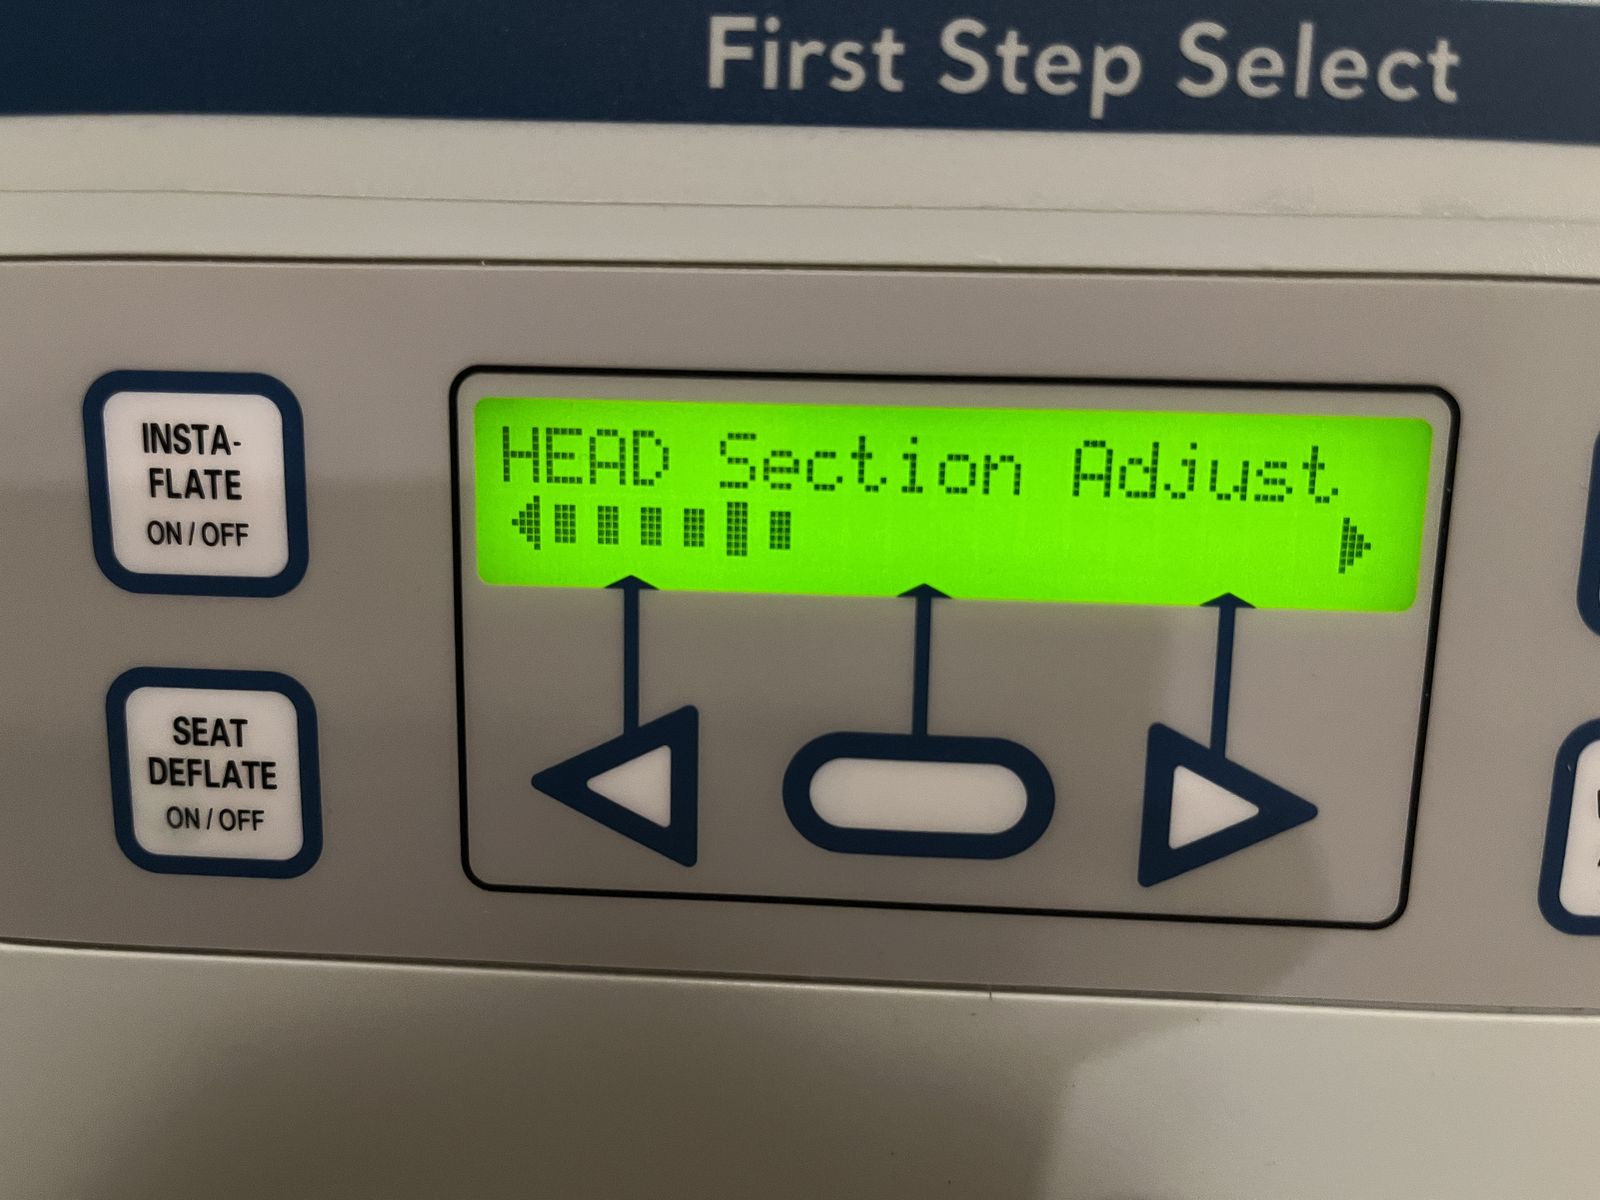 First Step Select
INSTA-
FLATE
ON / OFF
HEAD Section Adjust
SEAT
DEFLATE
ON / OFF